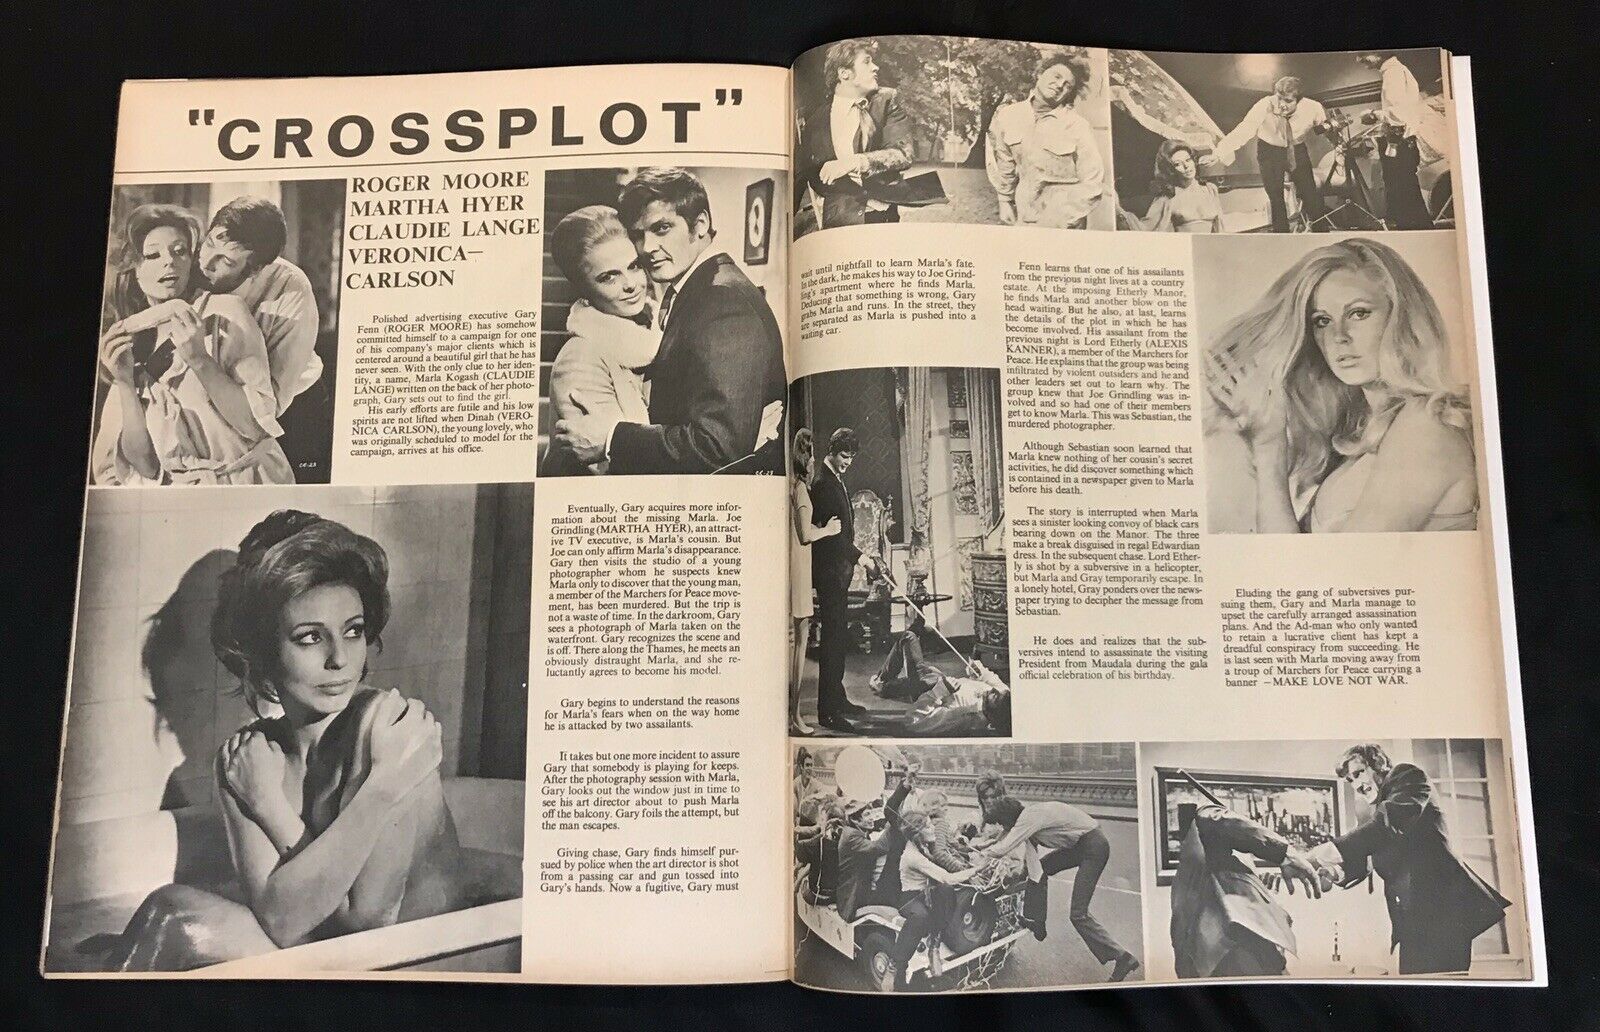 "CROSSPLOT"
ROGER MOORE
MARTHA HYER
CLAUDIE LANGE
VERONICA—
CARLSON
Polished advertising executive Gary
Fenn (ROGER MOORE) has somehow
committed himself to a campaign for one
of his company's major clients which is
centered around a beautiful girl that he has
never seen. With the only clue to her iden-
tity, a name, Marla Kogash (CLAUDIE
LANGE) written on the back of her photo-
graph, Gary sets out to find the girl.
His early efforts are futile and his low
spirits are not lifted when Dinah (VERO-
NICA CARLSON), the young lovely, who
was originally scheduled to model for the
campaign, arrives at his office.
CC-23
CC-27
Eventually, Gary acquires more infor-
mation about the missing Marla. Joe
Grindling (MARTHA HYER), an attract-
ive TV executive, is Marla's cousin. But
Joe can only affirm Marla's disappearance.
Gary then visits the studio of a young
photographer whom he suspects knew
Marla only to discover that the young man,
a member of the Marchers for Peace move-
ment, has been murdered. But the trip is
not a waste of time. In the darkroom, Gary
sees a photograph of Marla taken on the
waterfront. Gary recognizes the scene and
is off. There along the Thames, he meets an
obviously distraught Marla, and she re-
luctantly agrees to become his model.
Gary begins to understand the reasons
for Marla's fears when on the way home
he is attacked by two assailants.
It takes but one more incident to assure
Gary that somebody is playing for keeps.
After the photography session with Marla,
Gary looks out the window just in time to
see his art director about to push Marla
off the balcony. Gary foils the attempt, but
the man escapes.
Giving chase, Gary finds himself pur-
sued by police when the art director is shot
from a passing car and gun tossed into
Gary's hands. Now a fugitive, Gary must
wait until nightfall to learn Marla's fate.
In the dark, he makes his way to Joe Grind-
ling's apartment where he finds Marla.
Deducing that something is wrong, Gary
grabs Marla and runs. In the street, they
are separated as Marla is pushed into a
waiting car.
Fenn learns that one of his assailants
from the previous night lives at a country
estate. At the imposing Etherly Manor,
he finds Marla and another blow on the
head waiting. But he also, at last, learns
the details of the plot in which he has
become involved. His assailant from the
previous night is Lord Etherly (ALEXIS
KANNER), a member of the Marchers for
Peace. He explains that the group was being
infiltrated by violent outsiders and he and
other leaders set out to learn why. The
group knew that Joe Grindling was in-
volved and so had one of their members
get to know Marla. This was Sebastian, the
murdered photographer.
Although Sebastian soon learned that
Marla knew nothing of her cousin's secret
activities, he did discover something which
is contained in a newspaper given to Marla
before his death.
The story is interrupted when Marla
sees a sinister looking convoy of black cars
bearing down on the Manor. The three
make a break disguised in regal Edwardian
dress. In the subsequent chase. Lord Ether-
ly is shot by a subversive in a helicopter,
but Marla and Gray temporarily escape. In
a lonely hotel, Gray ponders over the news-
paper trying to decipher the message from
Sebastian.
He does and realizes that the sub-
versives intend to assassinate the visiting
President from Maudala during the gala
official celebration of his birthday.
Eluding the gang of subversives pur-
suing them, Gary and Marla manage to
upset the carefully arranged assassination
plans. And the Ad-man who only wanted
to retain a lucrative client has kept a
dreadful conspiracy from succeeding. He
is last seen with Marla moving away from
a troup of Marchers for Peace carrying a
banner —MAKE LOVE NOT WAR.